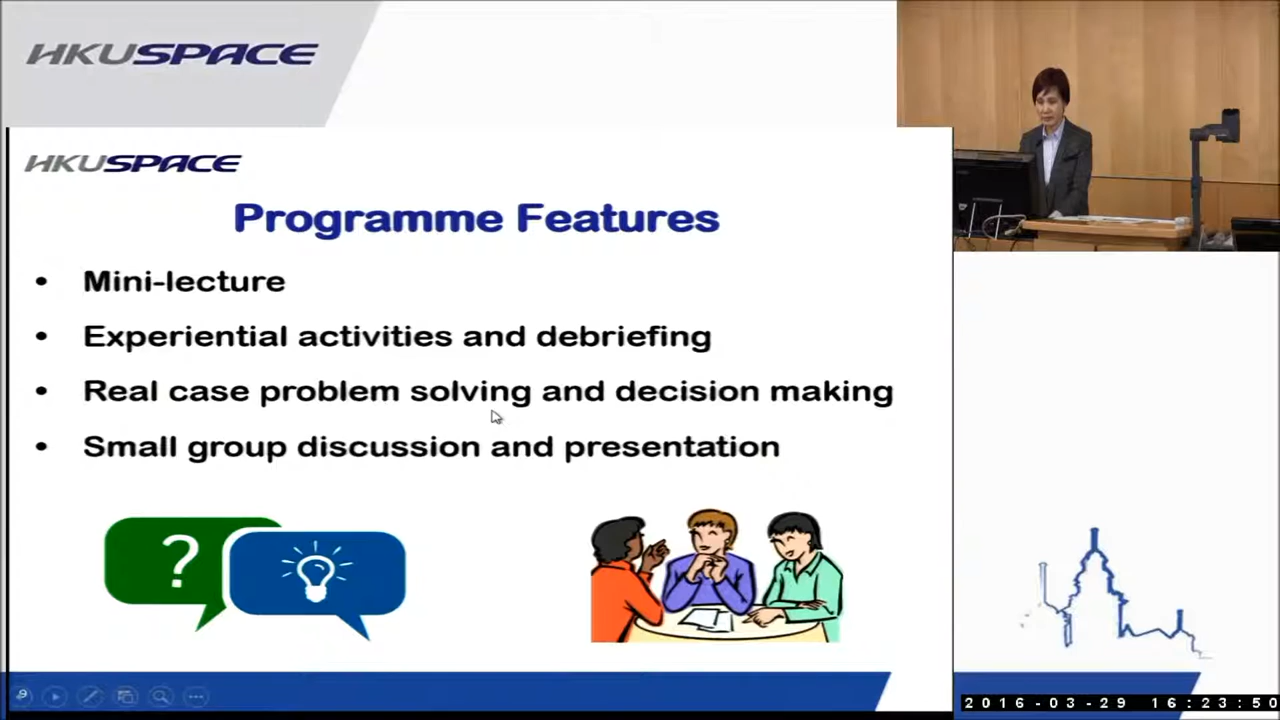 HKUSPACE
HKUSPACE
Programme Features
• Mini-lecture
• Experiential activities and debriefing
• Real case problem solving and decision making
• Small group discussion and presentation
?
2016-03-29 16:23:50